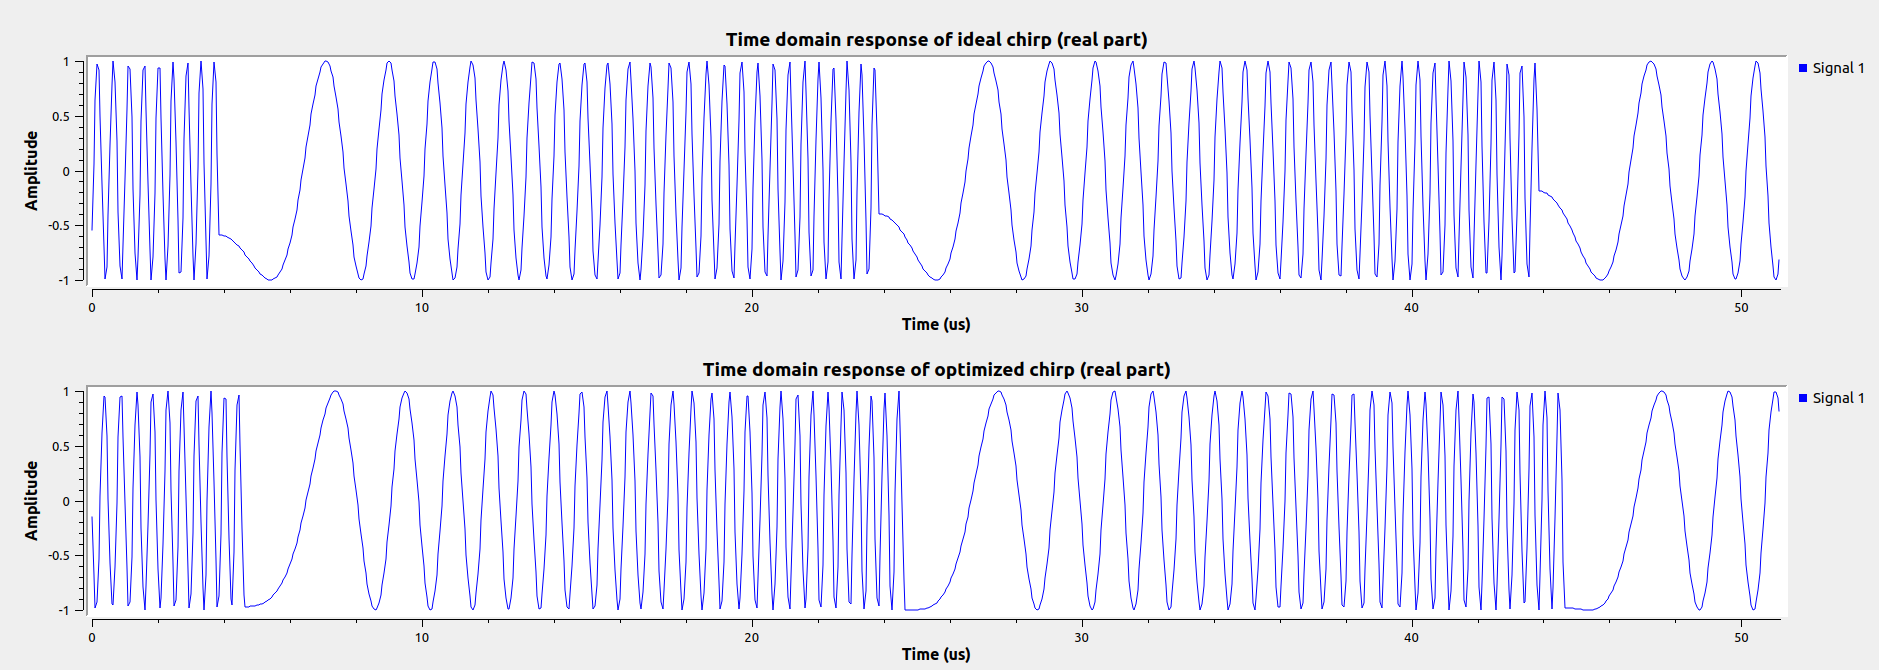 Time domain response of ideal chirp (real part)
Signal 1
Amplitude
1
0.5
0
-0.5
-1
0 10 20 30 40 50
Time (us)
Time domain response of optimized chirp (real part)
Signal 1
Amplitude
1
0.5
0
-0.5
-1
0 10 20 30 40 50
Time (us)